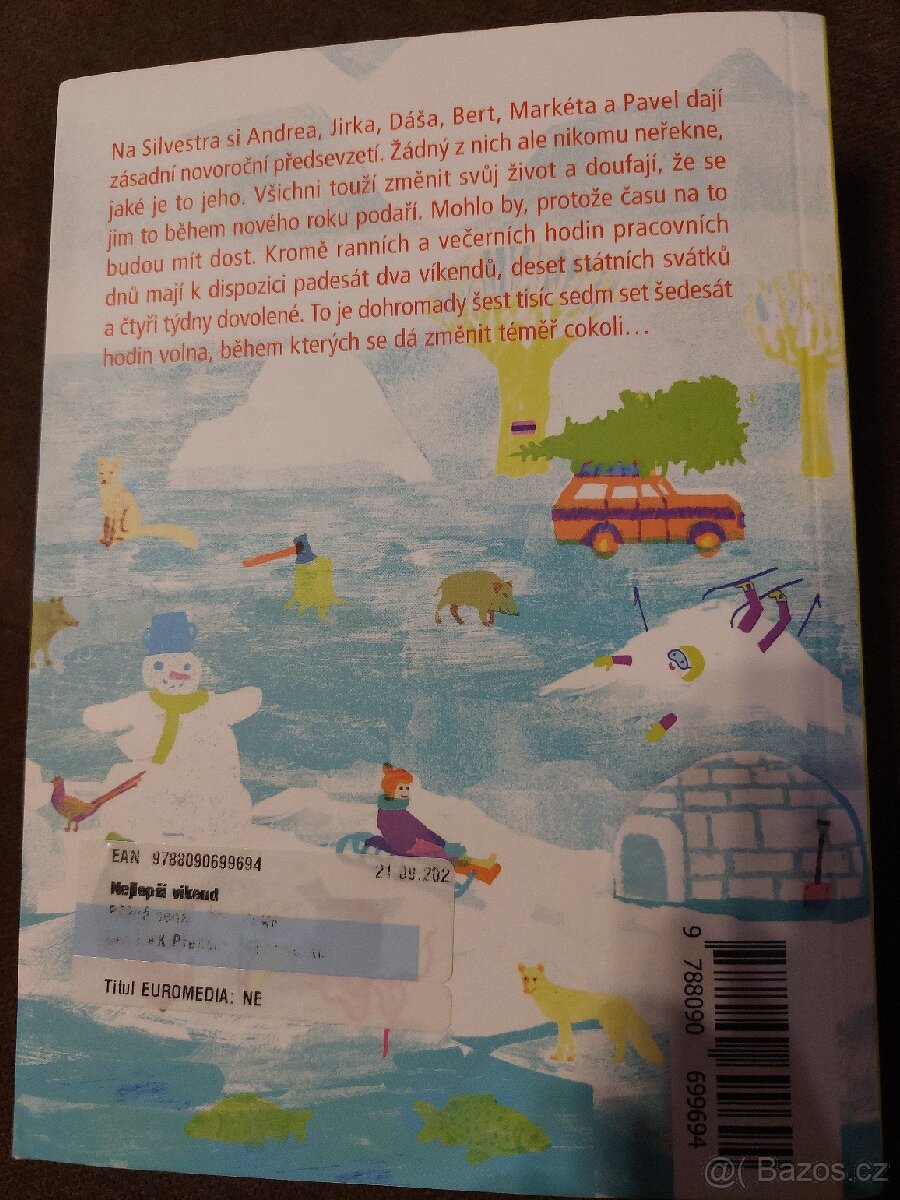 Na Silvestra si Andrea, Jirka, Dáša, Bert, Markéta a Pavel dají
zásadní novoroční předsevzetí. Žádný z nich ale nikomu neřekne,
jaké je to jeho. Všichni touží změnit svůj život a doufají, že se
jim to během nového roku podaří. Mohlo by, protože času na to
budou mít dost. Kromě ranních a večerních hodin pracovních
dnů mají k dispozici padesát dva víkendů, deset státních svátků
a čtyři týdny dovolené. To je dohromady šest tisíc sedm set šedesát
hodin volna, během kterých se dá změnit téměř cokoli…
EAN 9788090699694
21.09.202
Nejlepší víkend
Titul EUROMEDIA: NE
9 788090 699694
@( Bazos.cz